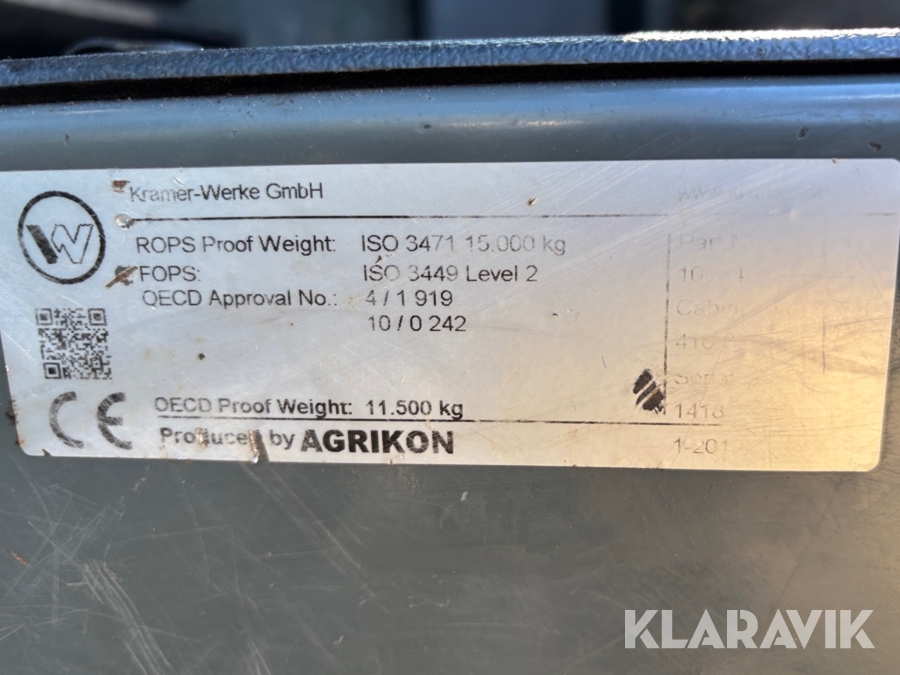 Kramer-Werke GmbH
ROPS Proof Weight: ISO 3471 15.000 kg
FOPS: ISO 3449 Level 2
OECD Approval No.: 4 / 1 919
10 / 0 242
OECD Proof Weight: 11.500 kg
Produced by AGRIKON
CE
KLARAVIK